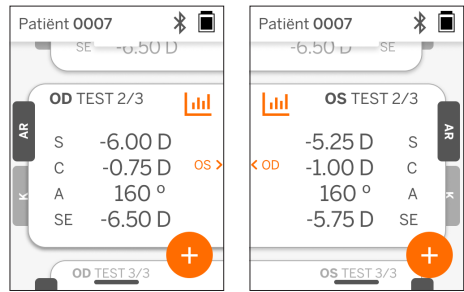 Patiënt 0007
SE -6.50 D
OD TEST 2/3
AR
S -6.00 D
C -0.75 D
OS >
K
A 160 º
SE -6.50 D
+
OD TEST 3/3
Patiënt 0007
-6.50 D SE
OS TEST 2/3
AR
-5.25 D S
< OD
-1.00 D C
K
160 º A
-5.75 D SE
+
OS TEST 3/3